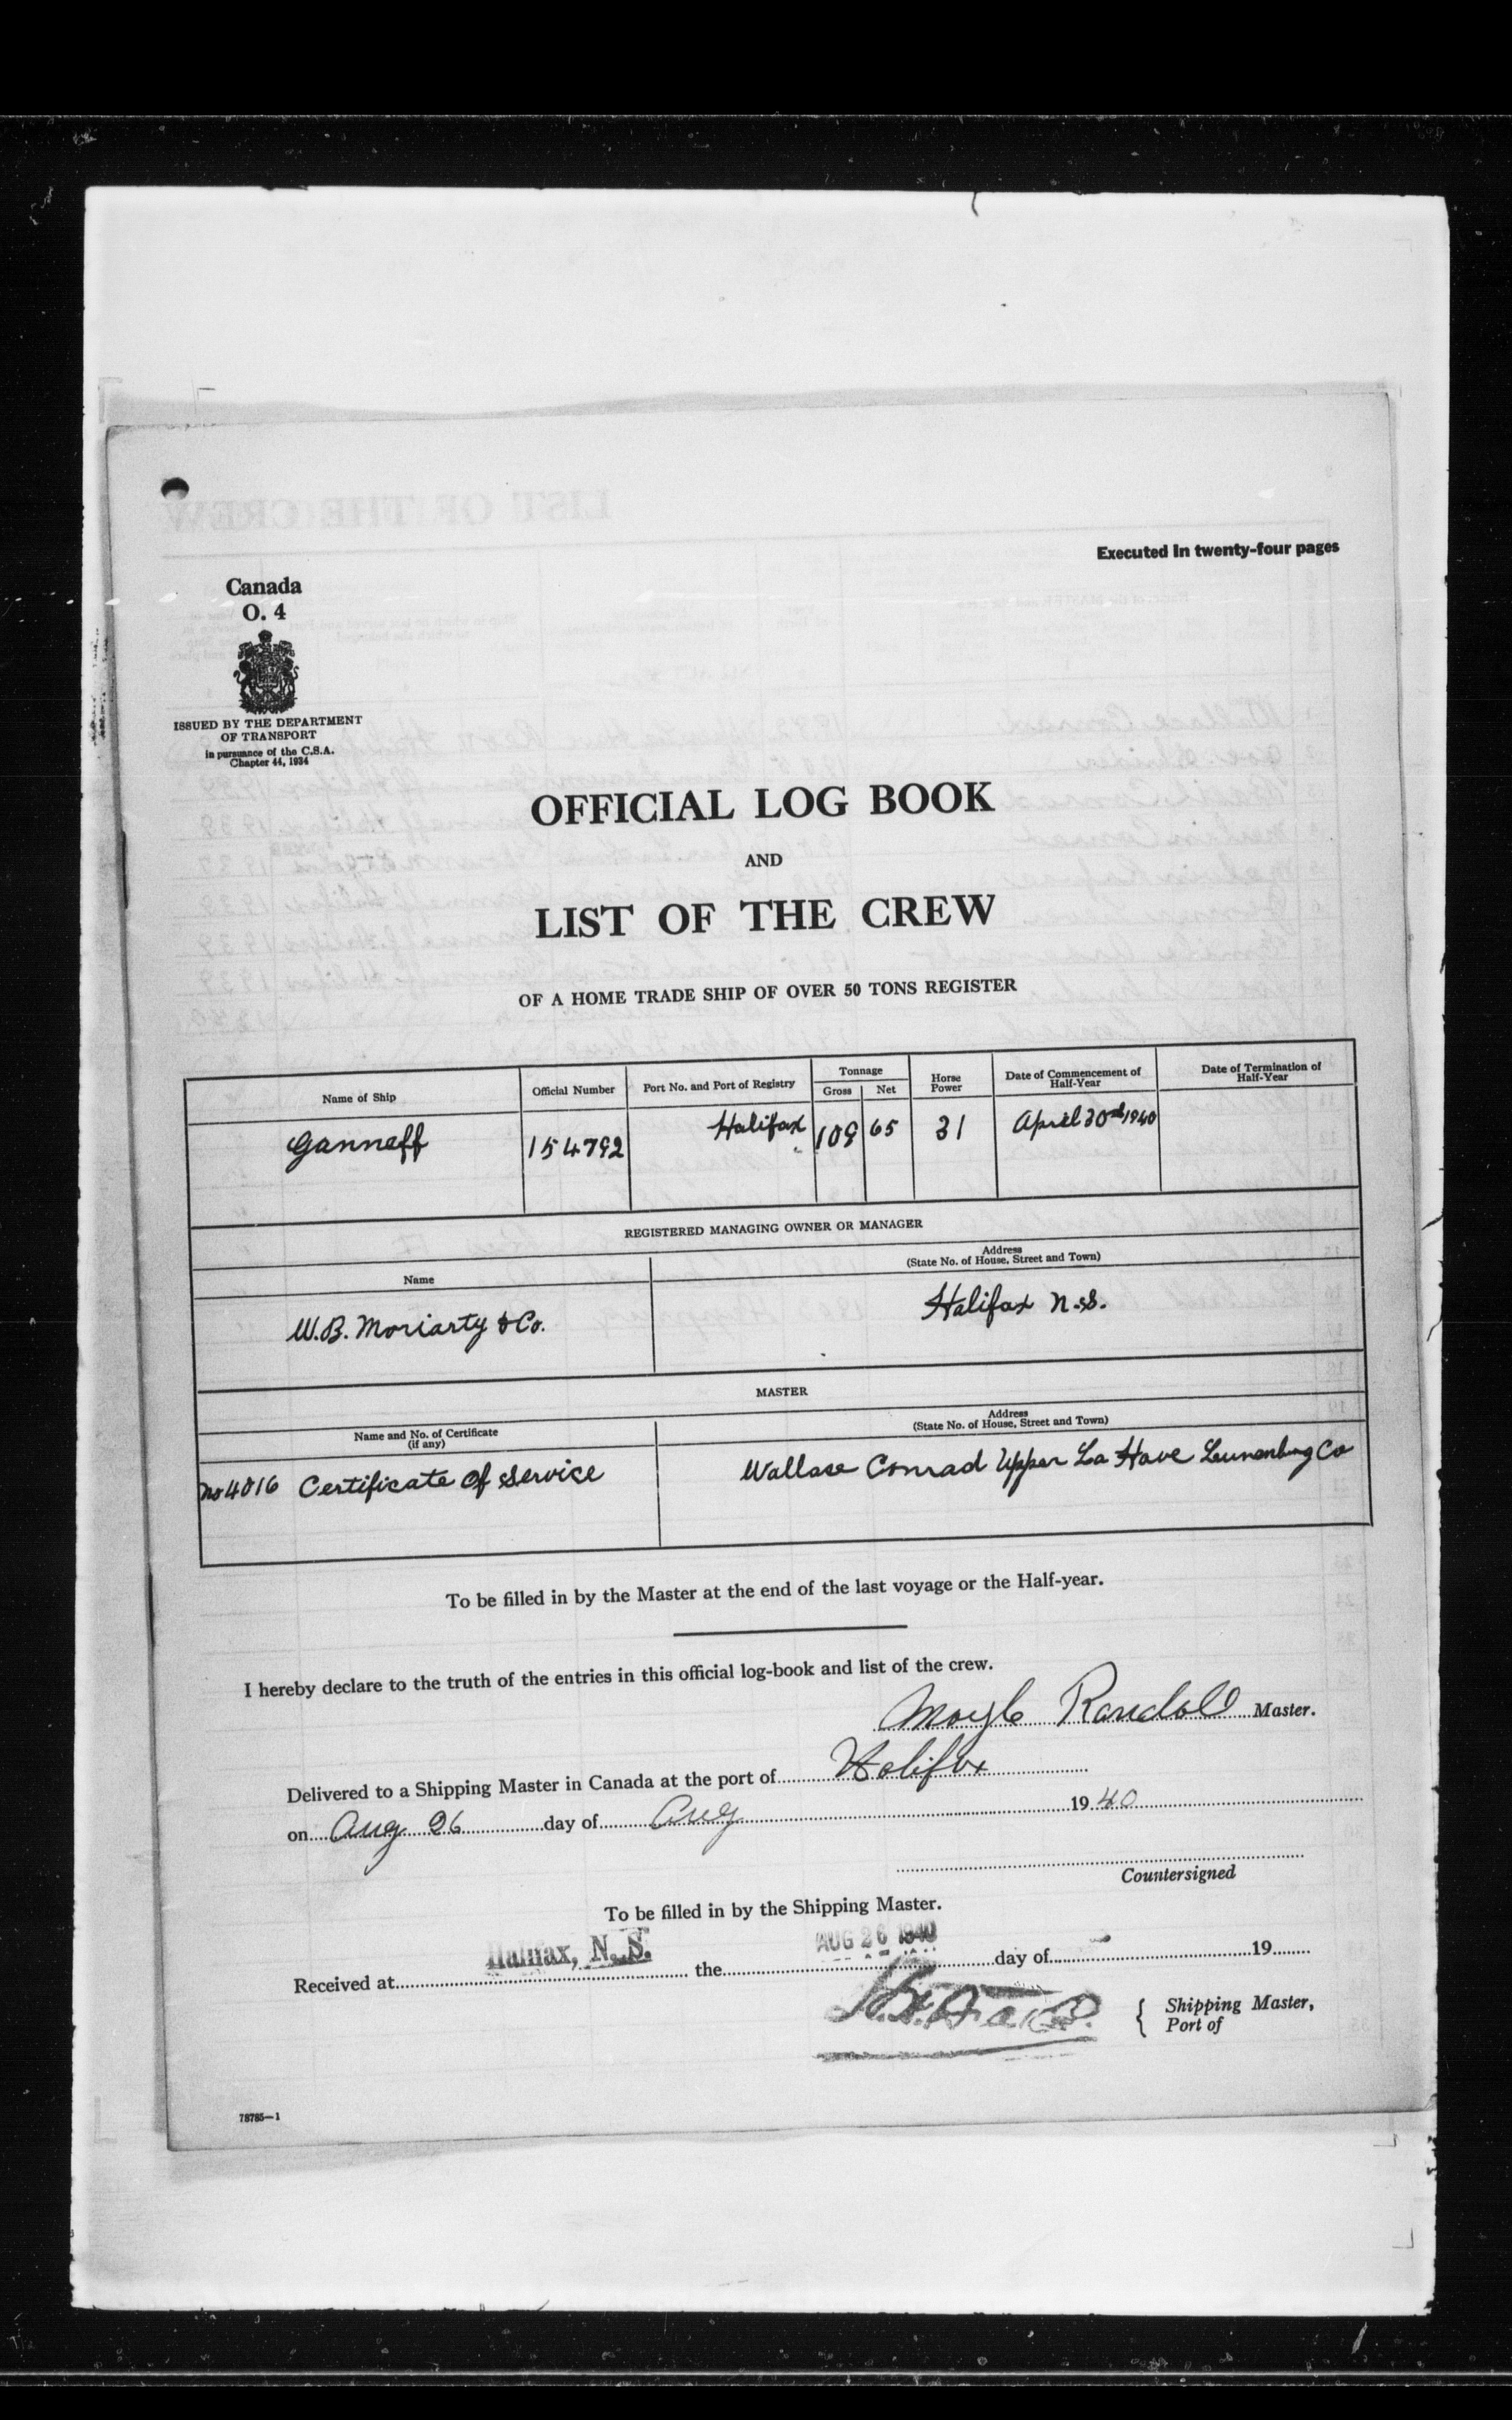 Executed in twenty-four pages
Canada
O. 4
ISSUED BY THE DEPARTMENT
OF TRANSPORT
in pursuance of the C.S.A.
Chapter 44, 1934
OFFICIAL LOG BOOK
AND
LIST OF THE CREW
OF A HOME TRADE SHIP OF OVER 50 TONS REGISTER
Name of Ship Official Number Port No. and Port of Registry Tonnage Gross Net Horse Power Date of Commencement of Half-Year Date of Termination of Half-Year
Ganneff 154792 Halifax 109 65 31 April 30th 1940
REGISTERED MANAGING OWNER OR MANAGER
Name Address
(State No. of House, Street and Town)
W.B. Moriarty & Co. Halifax N.S.
MASTER
Name and No. of Certificate
(if any)
Address
(State No. of House, Street and Town)
No 4016 Certificate of Service Wallace Conrad Upper La Have Lunenburg Co
To be filled in by the Master at the end of the last voyage or the Half-year.
I hereby declare to the truth of the entries in this official log-book and list of the crew.
Moyle Randall Master.
Delivered to a Shipping Master in Canada at the port of Halifax
on Aug 26 day of Aug 1940
Countersigned
To be filled in by the Shipping Master.
Received at Halifax, N.S. the AUG 26 1940 day of 19
Shipping Master,
Port of
78785—1